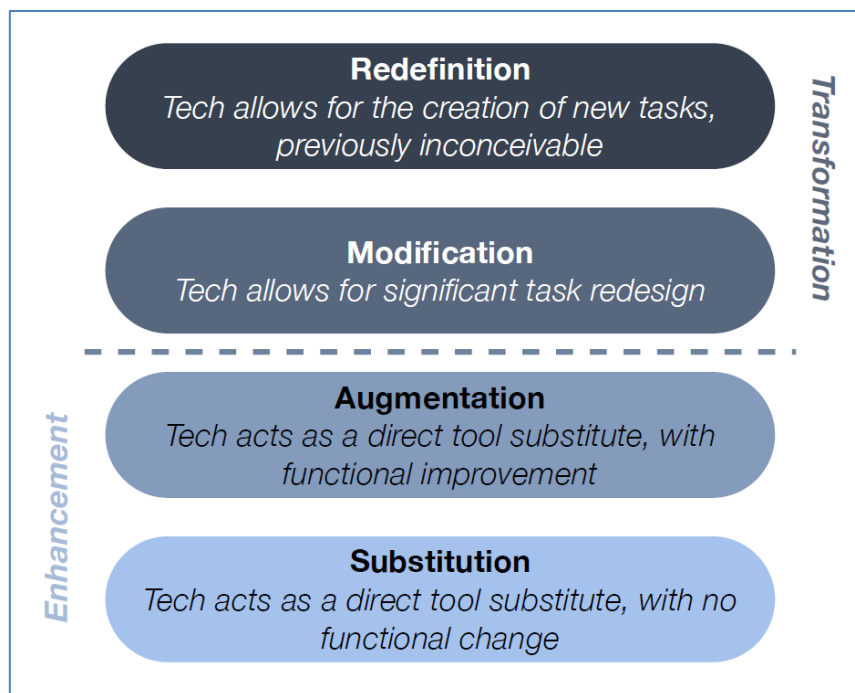 Redefinition
Tech allows for the creation of new tasks,
previously inconceivable
Transformation
Modification
Tech allows for significant task redesign
Augmentation
Tech acts as a direct tool substitute, with
functional improvement
Enhancement
Substitution
Tech acts as a direct tool substitute, with no
functional change